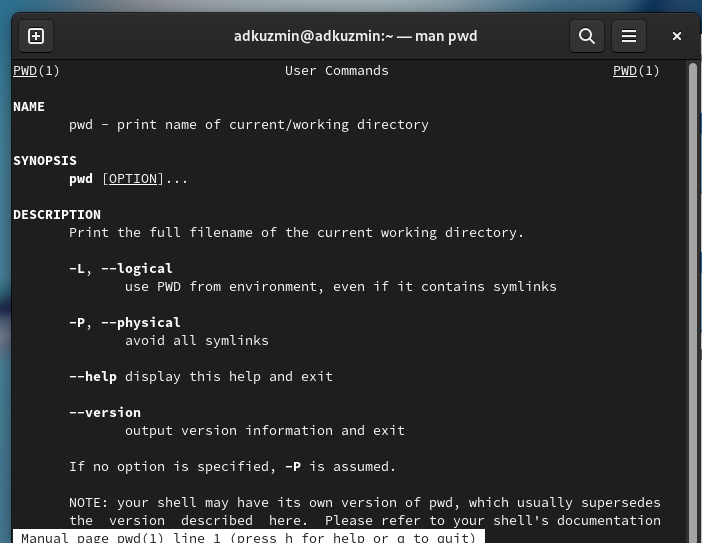 adkuzmin@adkuzmin:~ — man pwd
PWD(1) User Commands PWD(1)
NAME
pwd - print name of current/working directory
SYNOPSIS
pwd [OPTION]...
DESCRIPTION
Print the full filename of the current working directory.
-L, --logical
use PWD from environment, even if it contains symlinks
-P, --physical
avoid all symlinks
--help display this help and exit
--version
output version information and exit
If no option is specified, -P is assumed.
NOTE: your shell may have its own version of pwd, which usually supersedes
the version described here. Please refer to your shell's documentation
Manual page pwd(1) line 1 (press h for help or q to quit)